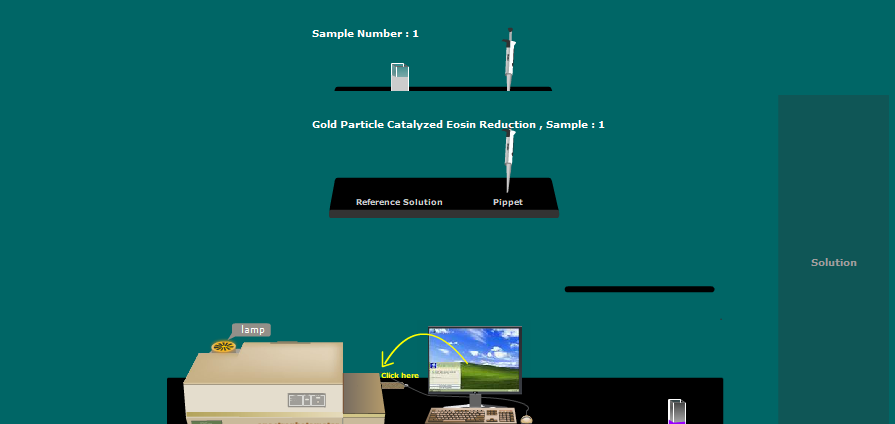 Sample Number : 1
Gold Particle Catalyzed Eosin Reduction , Sample : 1
Reference Solution
Pippet
Solution
lamp
Click here